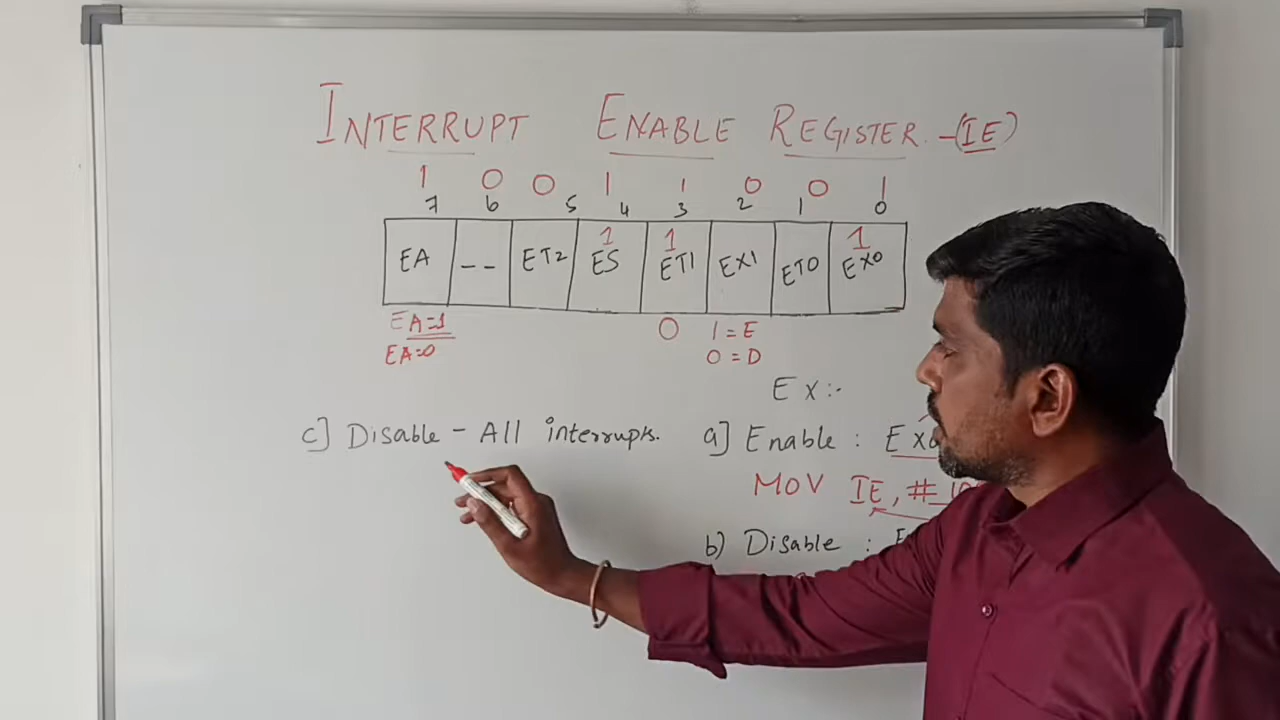 INTERRUPT ENABLE REGISTER. -(IE)
1 0 0 1 1 0 0 1
7 6 5 4 3 2 1 0
1 1 1
EA -- ET2 ES ET1 EX1 ET0 EX0
EA=1 0 1=E
EA=0 0=D
Ex:-
c] Disable - All interrupts. a] Enable :
MOV IE, #
b) Disable :